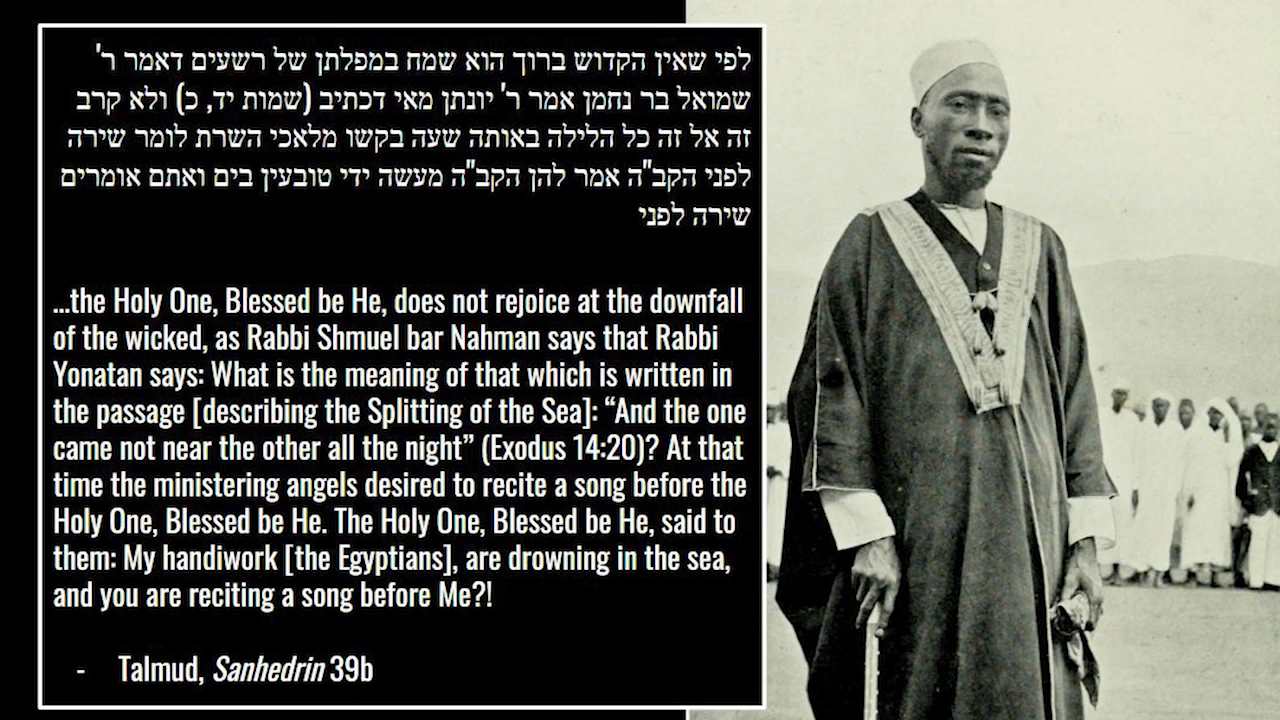 לפי שאין הקדוש ברוך הוא שמח במפלתן של רשעים דאמר ר'
שמואל בר נחמן אמר ר' יונתן מאי דכתיב (שמות יד, כ) ולא קרב
זה אל זה כל הלילה באותה שעה בקשו מלאכי השרת לומר שירה
לפני הקב"ה אמר להן הקב"ה מעשה ידי טובעין בים ואתם אומרים
שירה לפני
...the Holy One, Blessed be He, does not rejoice at the downfall
of the wicked, as Rabbi Shmuel bar Nahman says that Rabbi
Yonatan says: What is the meaning of that which is written in
the passage [describing the Splitting of the Sea]: “And the one
came not near the other all the night” (Exodus 14:20)? At that
time the ministering angels desired to recite a song before the
Holy One, Blessed be He. The Holy One, Blessed be He, said to
them: My handiwork [the Egyptians], are drowning in the sea,
and you are reciting a song before Me?!
- Talmud, Sanhedrin 39b